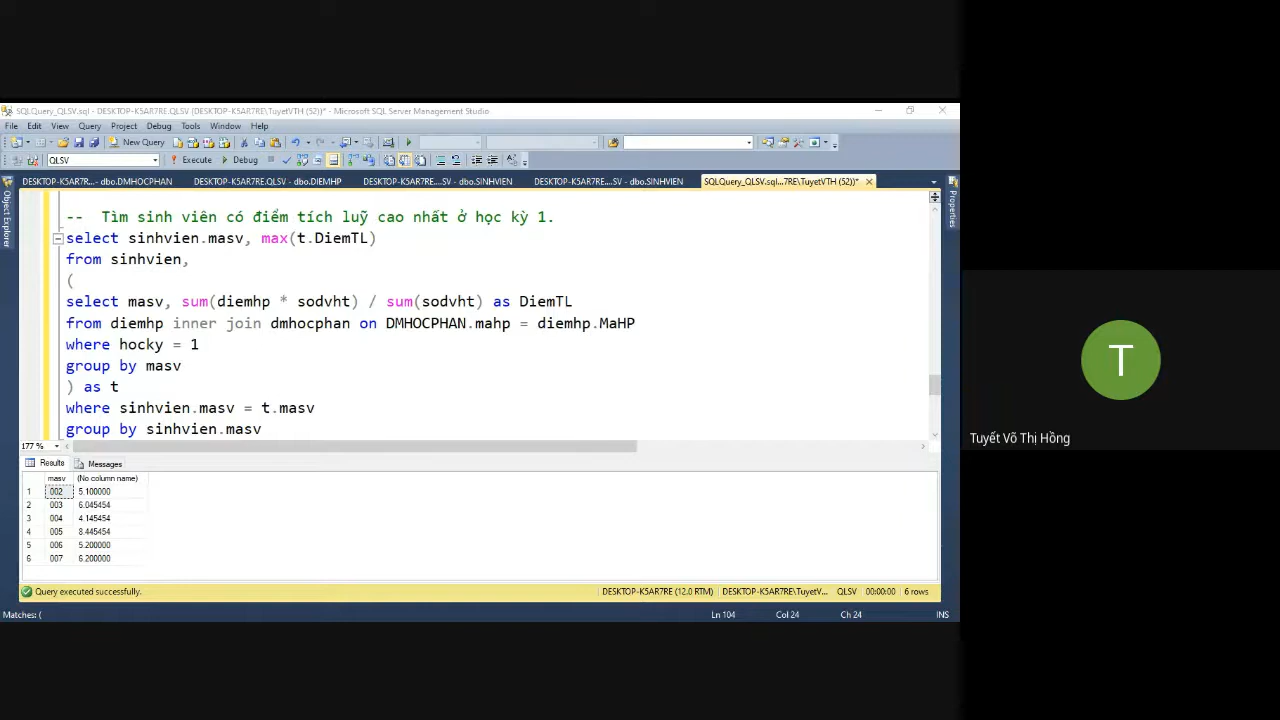 SQLQuery_QLSV.sql - DESKTOP-K5AR7RE.QLSV (DESKTOP-K5AR7RE\TuyetVTH (52))* - Microsoft SQL Server Management Studio
File Edit View Query Project Debug Tools Window Help
New Query
QLSV Execute Debug
DESKTOP-K5AR7R... - dbo.DMHOCPHAN DESKTOP-K5AR7RE.QLSV - dbo.DIEMHP DESKTOP-K5AR7RE....SV - dbo.SINHVIEN DESKTOP-K5AR7RE....SV - dbo.SINHVIEN SQLQuery_QLSV.sql...7RE\TuyetVTH (52))*
Object Explorer
Properties
-- Tìm sinh viên có điểm tích luỹ cao nhất ở học kỳ 1.
select sinhvien.masv, max(t.DiemTL)
from sinhvien,
(
select masv, sum(diemhp * sodvht) / sum(sodvht) as DiemTL
from diemhp inner join dmhocphan on DMHOCPHAN.mahp = diemhp.MaHP
where hocky = 1
group by masv
) as t
where sinhvien.masv = t.masv
group by sinhvien.masv
177 %
Results Messages
masv (No column name)
1 002 5.100000
2 003 6.045454
3 004 4.145454
4 005 8.445454
5 006 5.200000
6 007 6.200000
Query executed successfully. DESKTOP-K5AR7RE (12.0 RTM) DESKTOP-K5AR7RE\TuyetV... QLSV 00:00:00 6 rows
Matches: ( Ln 104 Col 24 Ch 24 INS
T
Tuyết Võ Thị Hồng